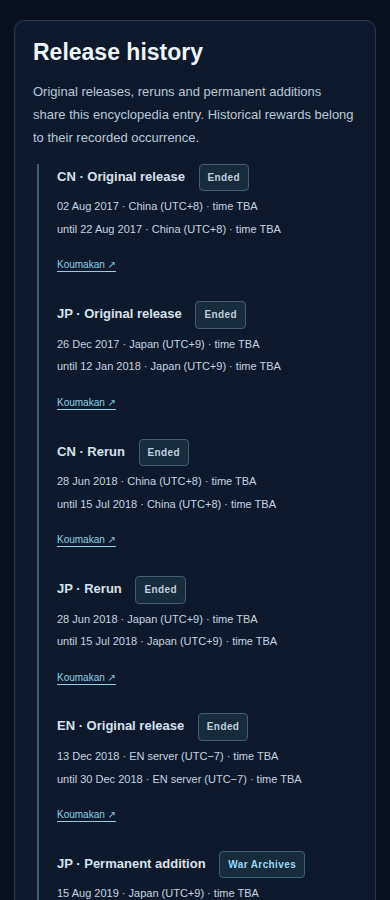 Release history
Original releases, reruns and permanent additions
share this encyclopedia entry. Historical rewards belong
to their recorded occurrence.
CN · Original release Ended
02 Aug 2017 · China (UTC+8) · time TBA
until 22 Aug 2017 · China (UTC+8) · time TBA
Koumakan ↗
JP · Original release Ended
26 Dec 2017 · Japan (UTC+9) · time TBA
until 12 Jan 2018 · Japan (UTC+9) · time TBA
Koumakan ↗
CN · Rerun Ended
28 Jun 2018 · China (UTC+8) · time TBA
until 15 Jul 2018 · China (UTC+8) · time TBA
Koumakan ↗
JP · Rerun Ended
28 Jun 2018 · Japan (UTC+9) · time TBA
until 15 Jul 2018 · Japan (UTC+9) · time TBA
Koumakan ↗
EN · Original release Ended
13 Dec 2018 · EN server (UTC−7) · time TBA
until 30 Dec 2018 · EN server (UTC−7) · time TBA
Koumakan ↗
JP · Permanent addition War Archives
15 Aug 2019 · Japan (UTC+9) · time TBA